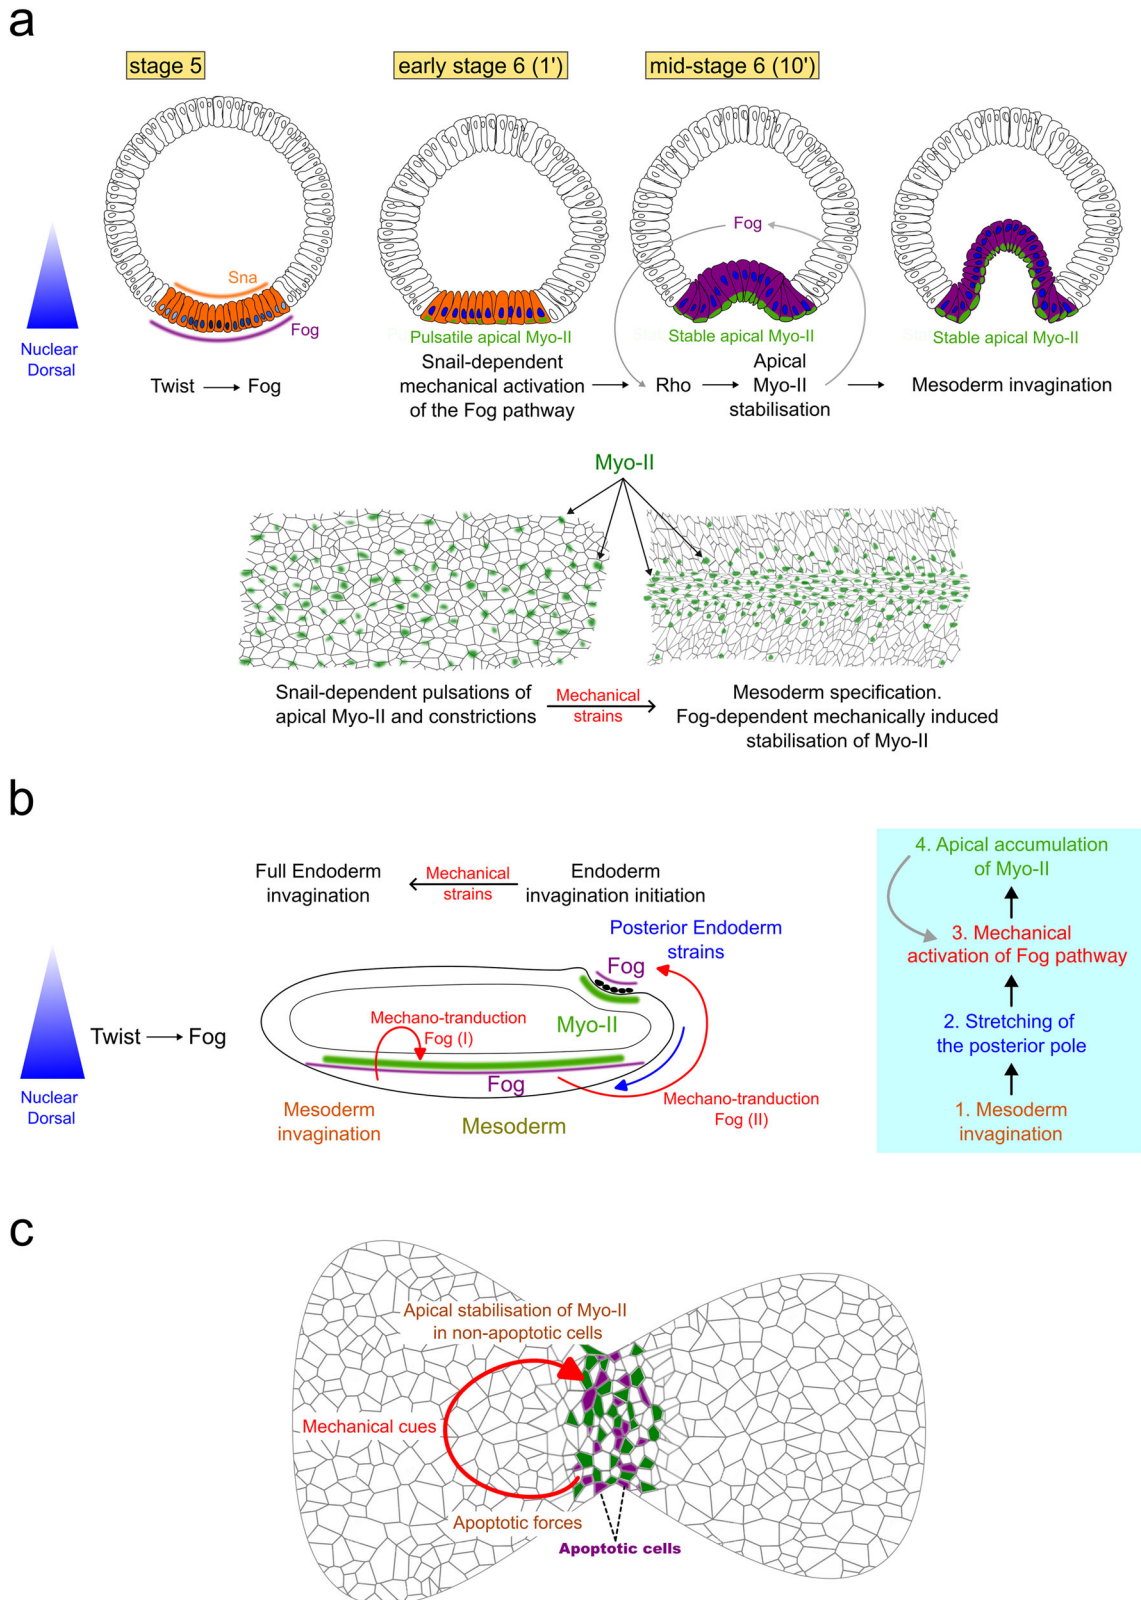 a
stage 5
early stage 6 (1')
mid-stage 6 (10')
Sna
Fog
Fog
Nuclear
Dorsal
Pulsatile apical Myo-II
Stable apical Myo-II
Stable apical Myo-II
Twist
Fog
Snail-dependent
mechanical activation
of the Fog pathway
Rho
Apical
Myo-II
stabilisation
Mesoderm invagination
Myo-II
Snail-dependent pulsations of
apical Myo-II and constrictions
Mechanical
strains
Mesoderm specification.
Fog-dependent mechanically induced
stabilisation of Myo-II
b
Full Endoderm
invagination
Mechanical
strains
Endoderm
invagination initiation
Posterior Endoderm
strains
Fog
Myo-II
Mechano-tranduction
Fog (I)
Twist
Fog
Nuclear
Dorsal
Fog
Mesoderm
invagination
Mesoderm
Mechano-tranduction
Fog (II)
4. Apical accumulation
of Myo-II
3. Mechanical
activation of Fog pathway
2. Stretching of
the posterior pole
1. Mesoderm
invagination
c
Apical stabilisation of Myo-II
in non-apoptotic cells
Mechanical cues
Apoptotic forces
Apoptotic cells